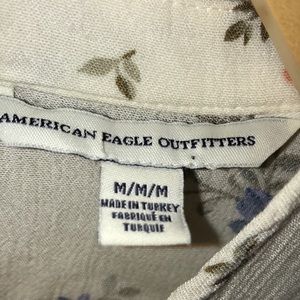 AMERICAN EAGLE OUTFITTERS
M/M/M
MADE IN TURKEY
FABRIQUÉ EN
TURQUIE